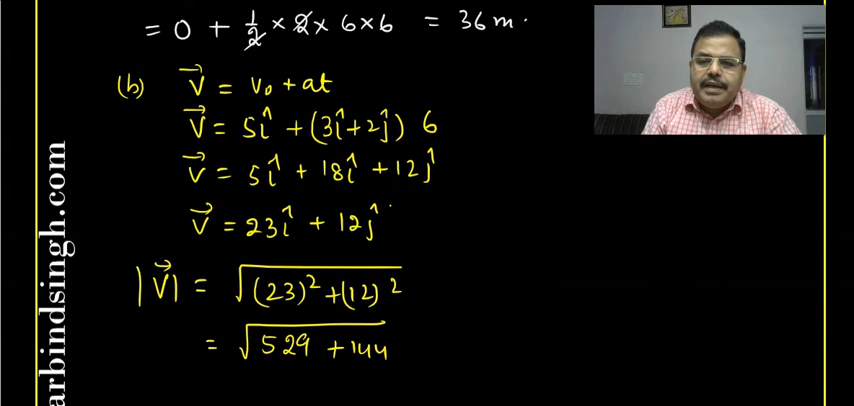 = 0 + 1/2 × 2 × 6 × 6 = 36 m.
(b) V⃗ = v₀ + at
V⃗ = 5î + (3î + 2ĵ) 6
V⃗ = 5î + 18î + 12ĵ
V⃗ = 23î + 12ĵ
|V⃗| = √(23)² + (12)²
= √529 + 144
arbindsingh.com